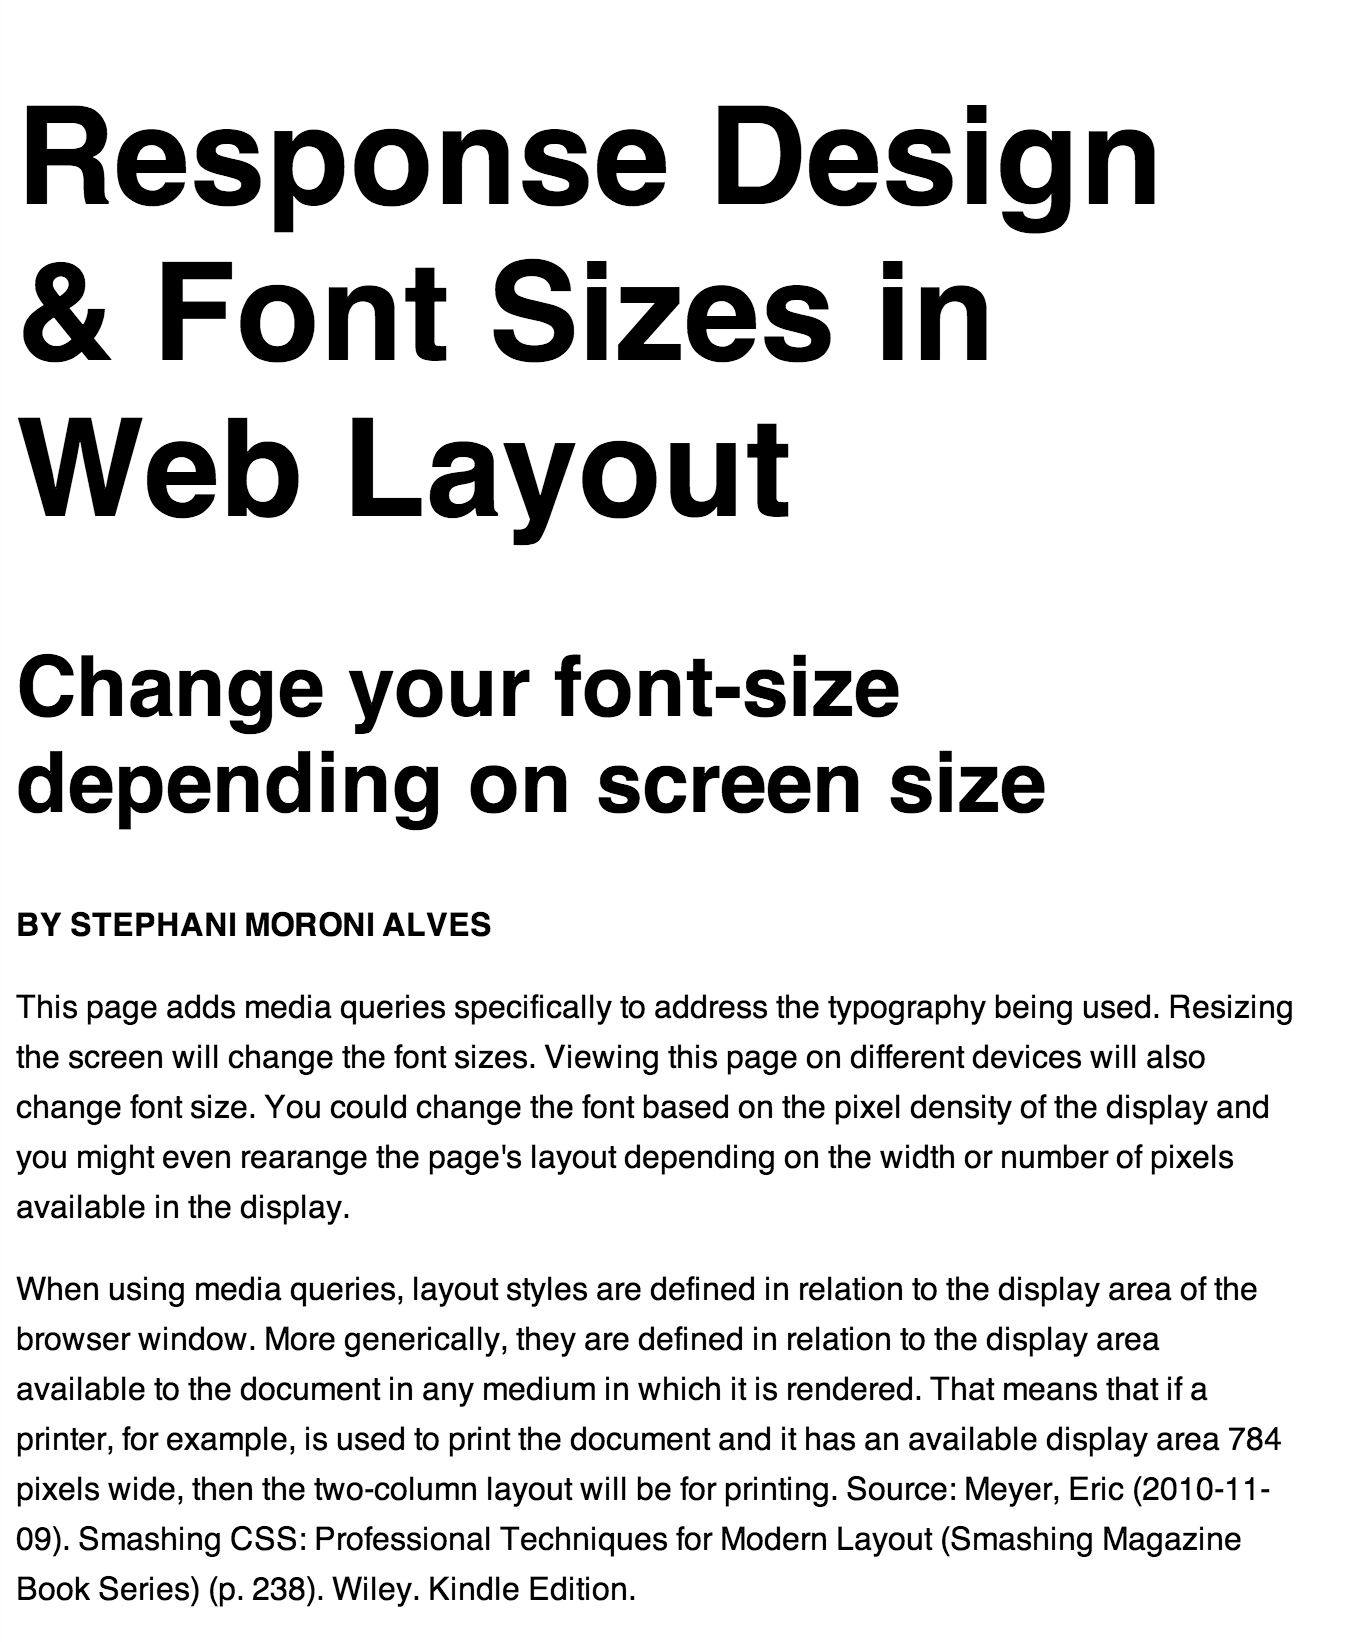 Response Design
& Font Sizes in
Web Layout
Change your font-size
depending on screen size
BY STEPHANI MORONI ALVES
This page adds media queries specifically to address the typography being used. Resizing
the screen will change the font sizes. Viewing this page on different devices will also
change font size. You could change the font based on the pixel density of the display and
you might even rearange the page's layout depending on the width or number of pixels
available in the display.
When using media queries, layout styles are defined in relation to the display area of the
browser window. More generically, they are defined in relation to the display area
available to the document in any medium in which it is rendered. That means that if a
printer, for example, is used to print the document and it has an available display area 784
pixels wide, then the two-column layout will be for printing. Source: Meyer, Eric (2010-11-
09). Smashing CSS: Professional Techniques for Modern Layout (Smashing Magazine
Book Series) (p. 238). Wiley. Kindle Edition.